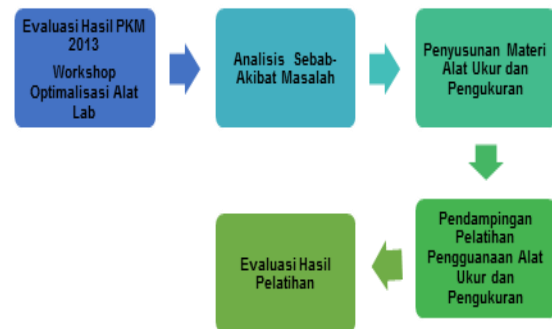 Evaluasi Hasil PKM
2013
Workshop
Optimalisasi Alat
Lab
Analisis Sebab-
Akibat Masalah
Penyusunan Materi
Alat Ukur dan
Pengukuran
Pendampingan
Pelatihan
Pengguanaan Alat
Ukur dan
Pengukuran
Evaluasi Hasil
Pelatihan